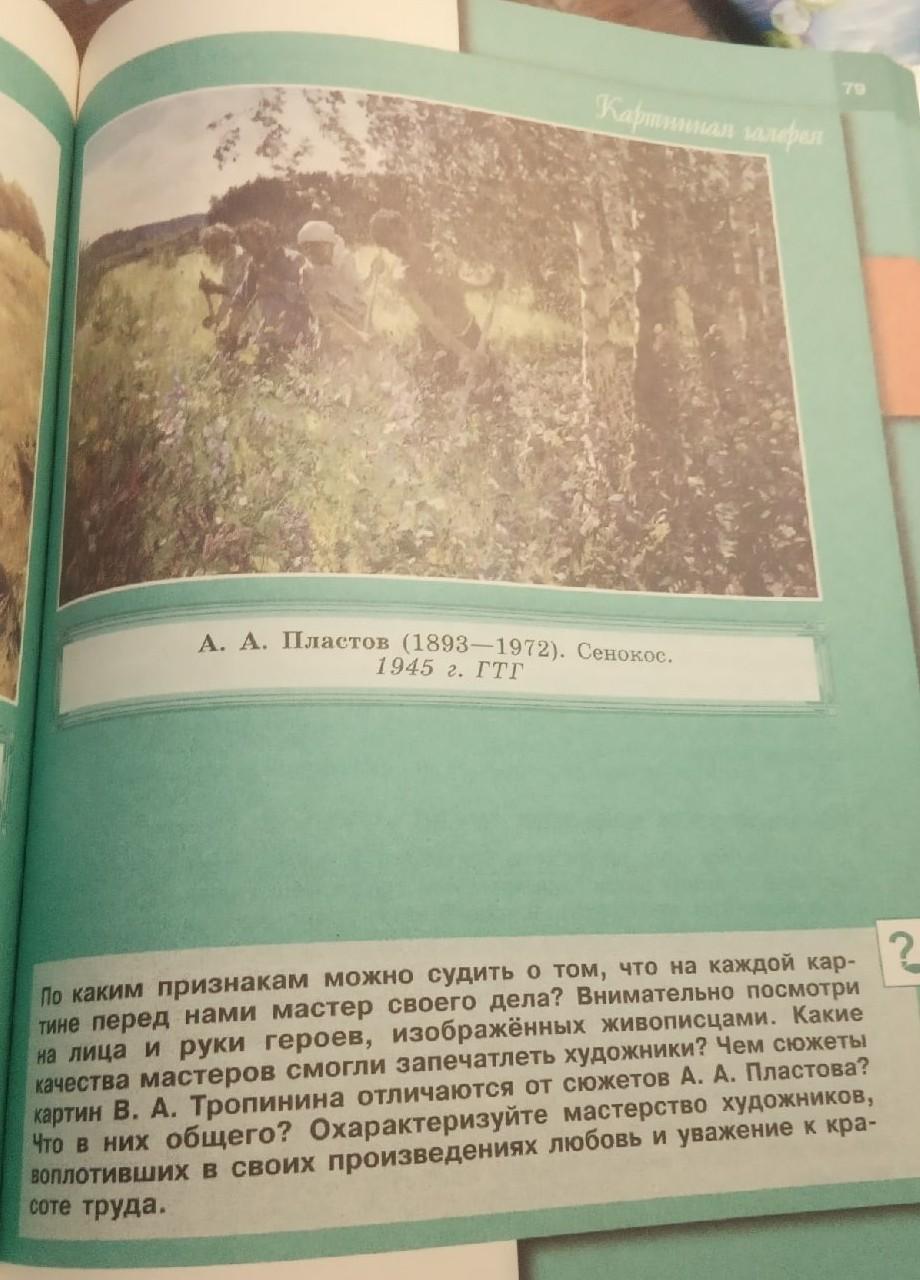 79
Картинная галерея
А. А. Пластов (1893—1972). Сенокос.
1945 г. ГТГ
?
По каким признакам можно судить о том, что на каждой кар-
тине перед нами мастер своего дела? Внимательно посмотри
на лица и руки героев, изображённых живописцами. Какие
качества мастеров смогли запечатлеть художники? Чем сюжеты
картин В. А. Тропинина отличаются от сюжетов А. А. Пластова?
Что в них общего? Охарактеризуйте мастерство художников,
воплотивших в своих произведениях любовь и уважение к кра-
соте труда.